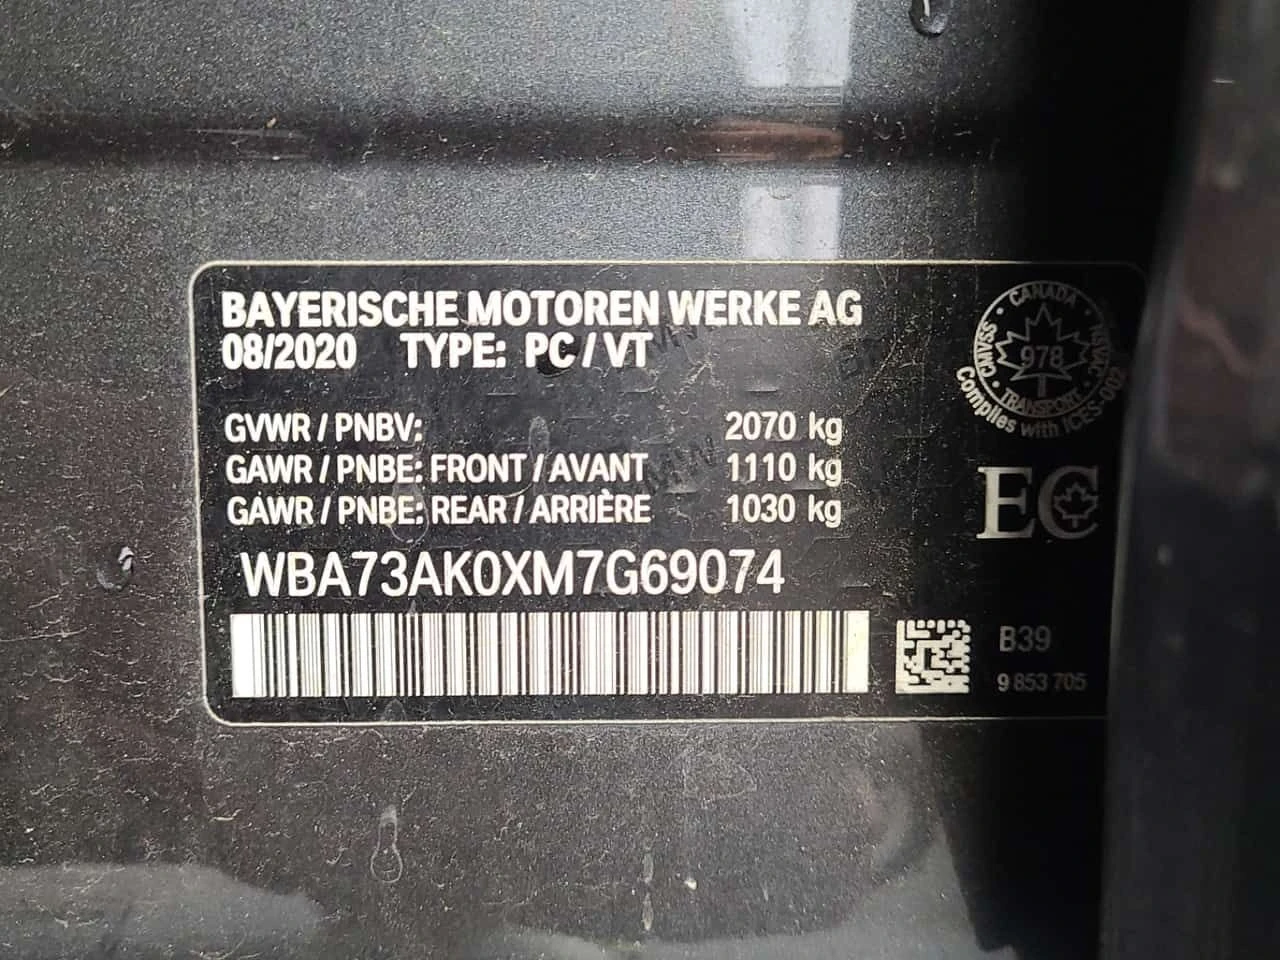 BAYERISCHE MOTOREN WERKE AG
08/2020 TYPE: PC / VT
GVWR / PNBV: 2070 kg
GAWR / PNBE: FRONT / AVANT 1110 kg
GAWR / PNBE: REAR / ARRIÈRE 1030 kg
WBA73AK0XM7G69074
CANADA
CMVSS
NSVAC
978
TRANSPORT
Complies with ICES-002
EC
B39
9 853 705